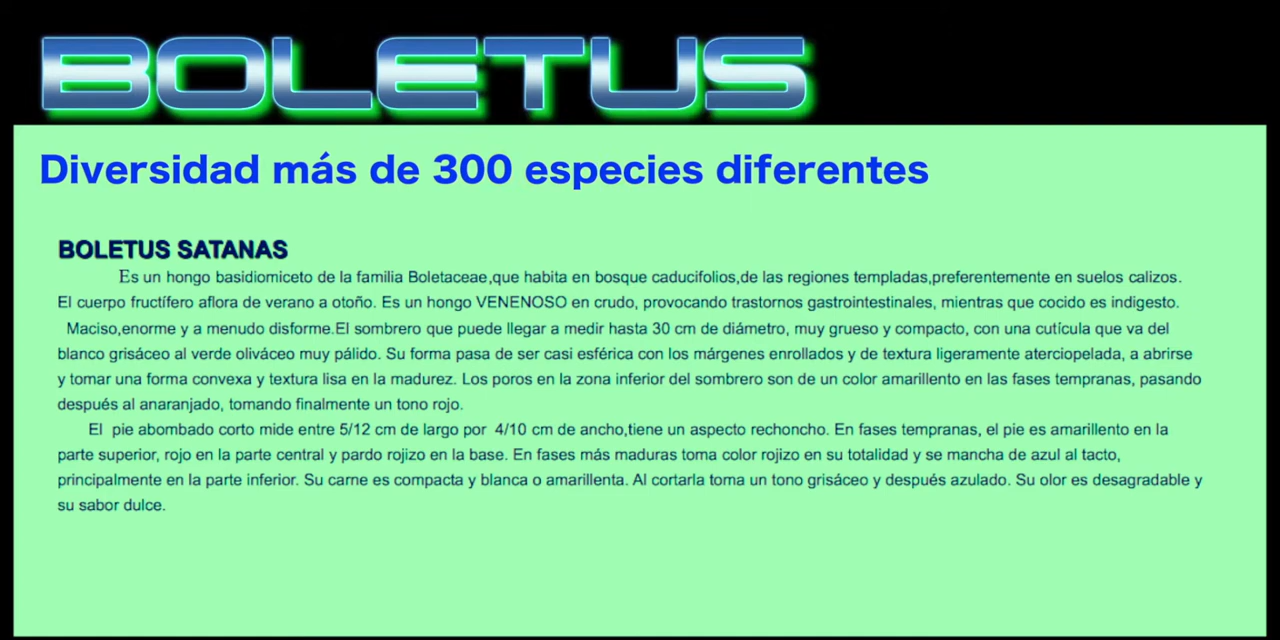 BOLETUS
Diversidad más de 300 especies diferentes
BOLETUS SATANAS
Es un hongo basidiomiceto de la familia Boletaceae,que habita en bosque caducifolios,de las regiones templadas,preferentemente en suelos calizos.
El cuerpo fructífero aflora de verano a otoño. Es un hongo VENENOSO en crudo, provocando trastornos gastrointestinales, mientras que cocido es indigesto.
Maciso,enorme y a menudo disforme.El sombrero que puede llegar a medir hasta 30 cm de diámetro, muy grueso y compacto, con una cutícula que va del
blanco grisáceo al verde oliváceo muy pálido. Su forma pasa de ser casi esférica con los márgenes enrollados y de textura ligeramente aterciopelada, a abrirse
y tomar una forma convexa y textura lisa en la madurez. Los poros en la zona inferior del sombrero son de un color amarillento en las fases tempranas, pasando
después al anaranjado, tomando finalmente un tono rojo.
El pie abombado corto mide entre 5/12 cm de largo por 4/10 cm de ancho,tiene un aspecto rechoncho. En fases tempranas, el pie es amarillento en la
parte superior, rojo en la parte central y pardo rojizo en la base. En fases más maduras toma color rojizo en su totalidad y se mancha de azul al tacto,
principalmente en la parte inferior. Su carne es compacta y blanca o amarillenta. Al cortarla toma un tono grisáceo y después azulado. Su olor es desagradable y
su sabor dulce.